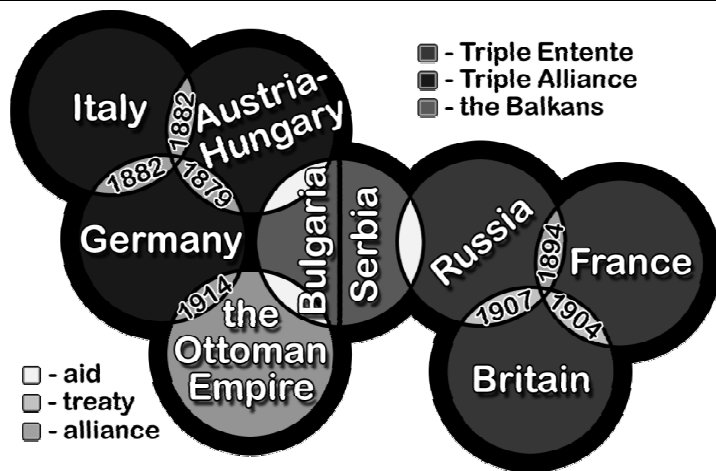 - Triple Entente
- Triple Alliance
- the Balkans
Italy
Austria-
Hungary
1882
1882
1879
Germany
Bulgaria
Serbia
Russia
France
1894
1907
1904
Britain
1914
the
Ottoman
Empire
- aid
- treaty
- alliance